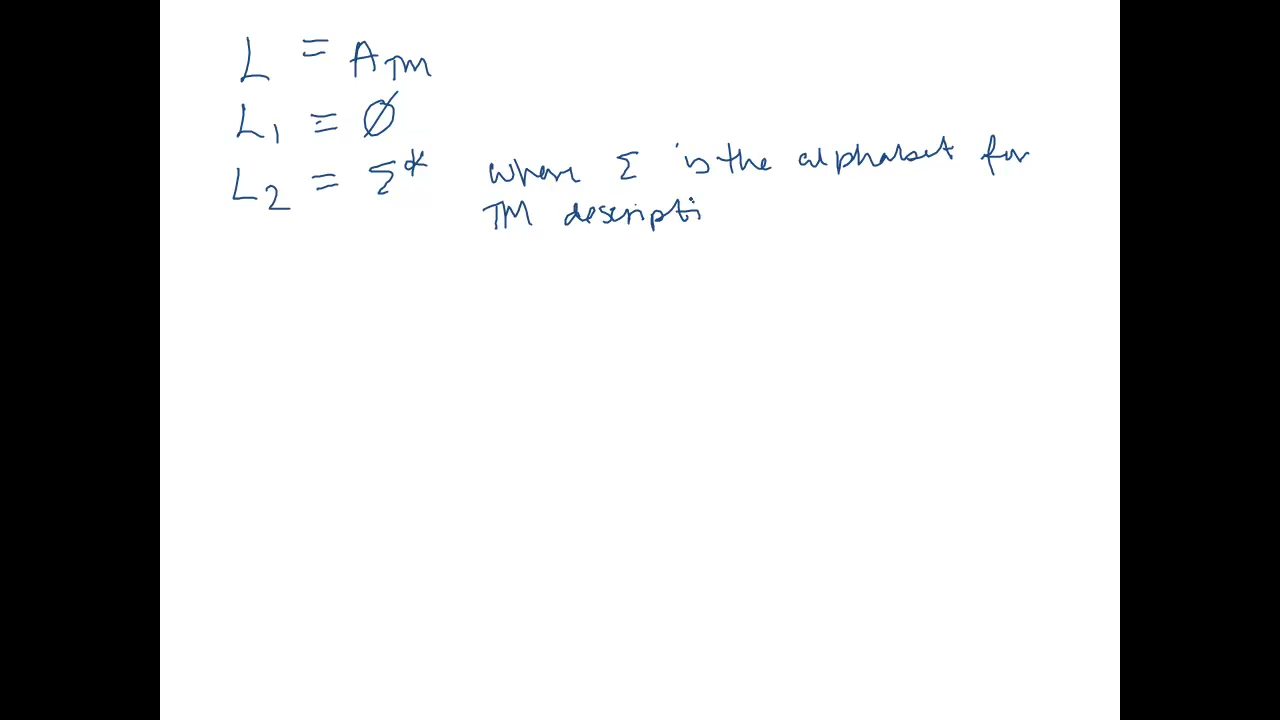 L = A_TM
L_1 = ∅
L_2 = Σ* where Σ is the alphabet for
TM descripti